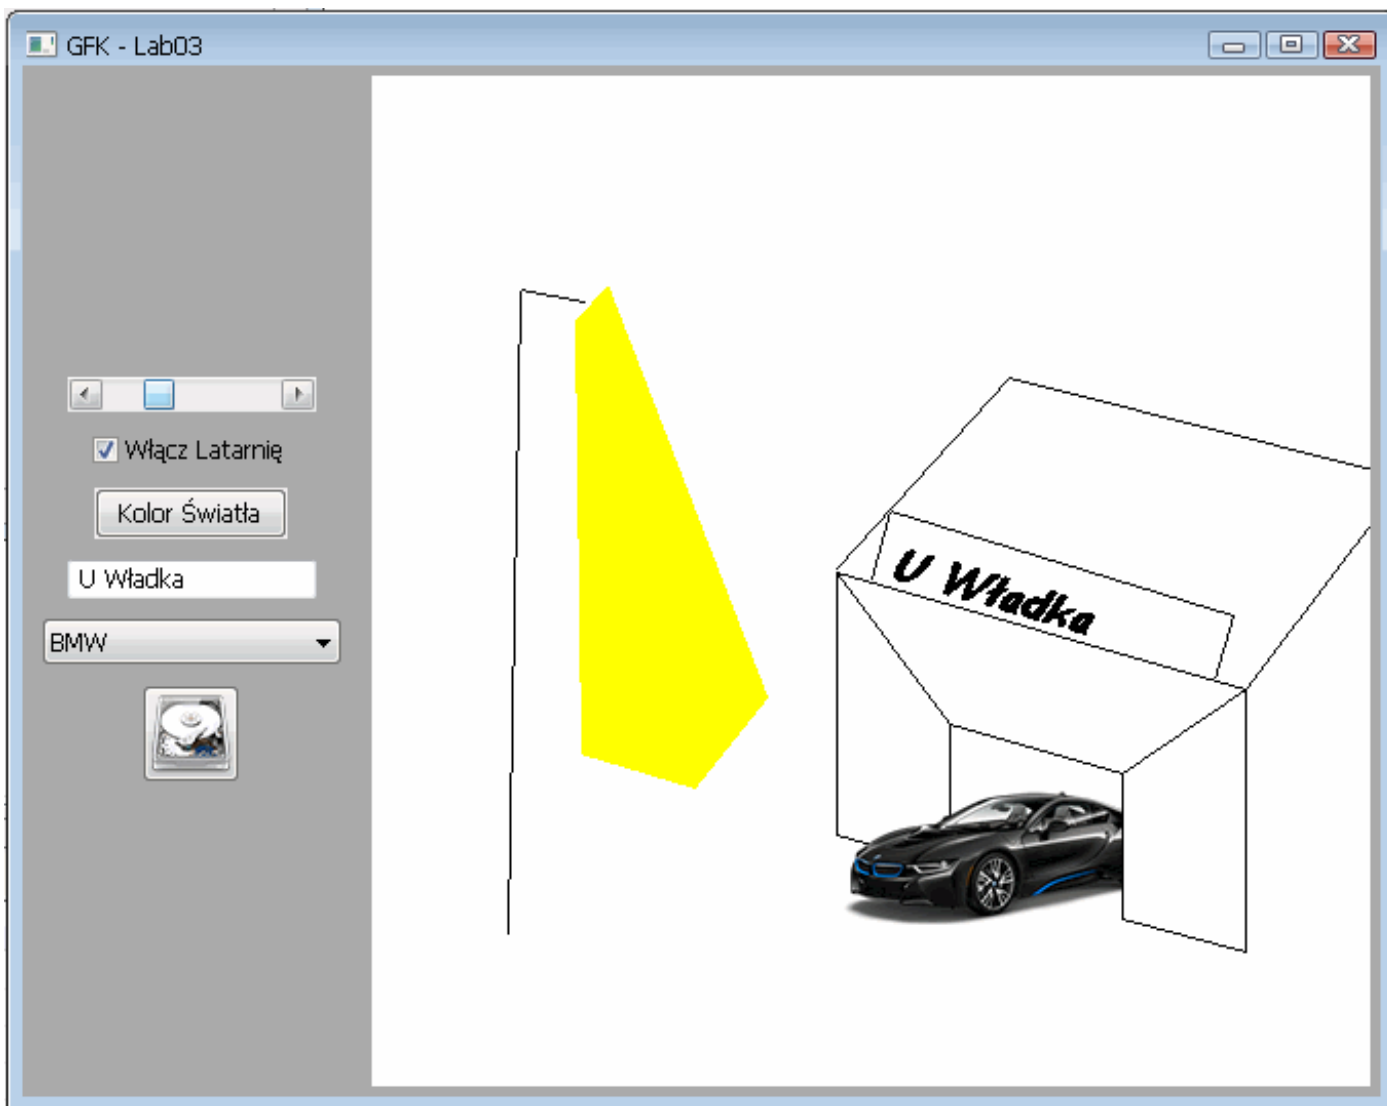 GFK - Lab03
Włącz Latarnię
Kolor Światła
U Władka
BMW
U Władka